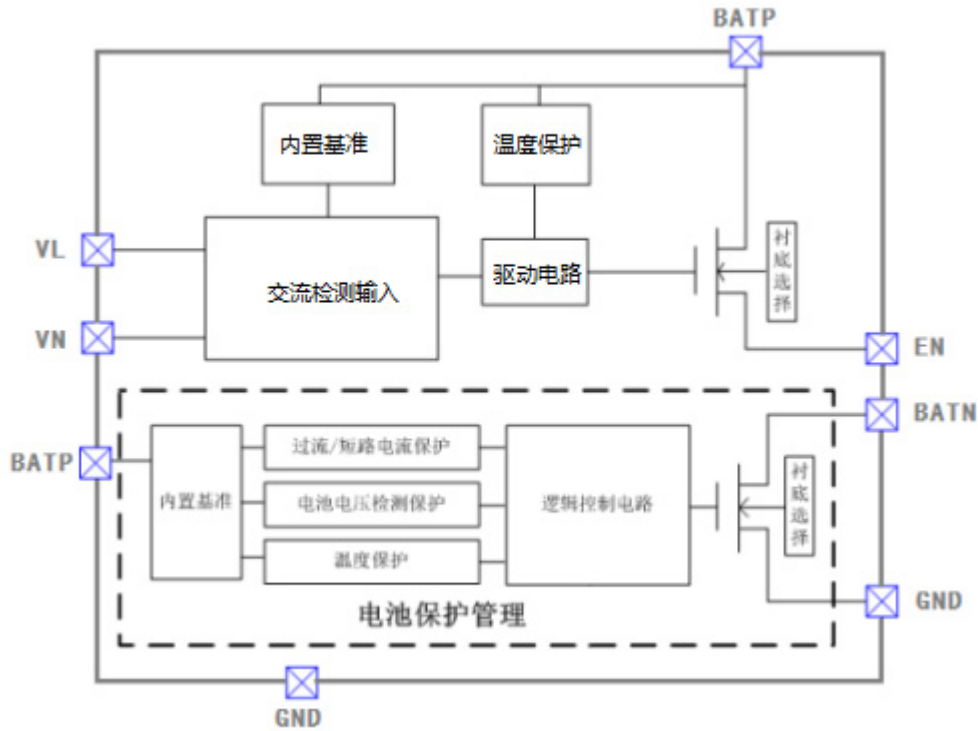 BATP
内置基准
温度保护
VL
交流检测输入
驱动电路
衬底选择
VN
EN
BATN
BATP
内置基准
过流/短路电流保护
电池电压检测保护
温度保护
逻辑控制电路
衬底选择
GND
电池保护管理
GND